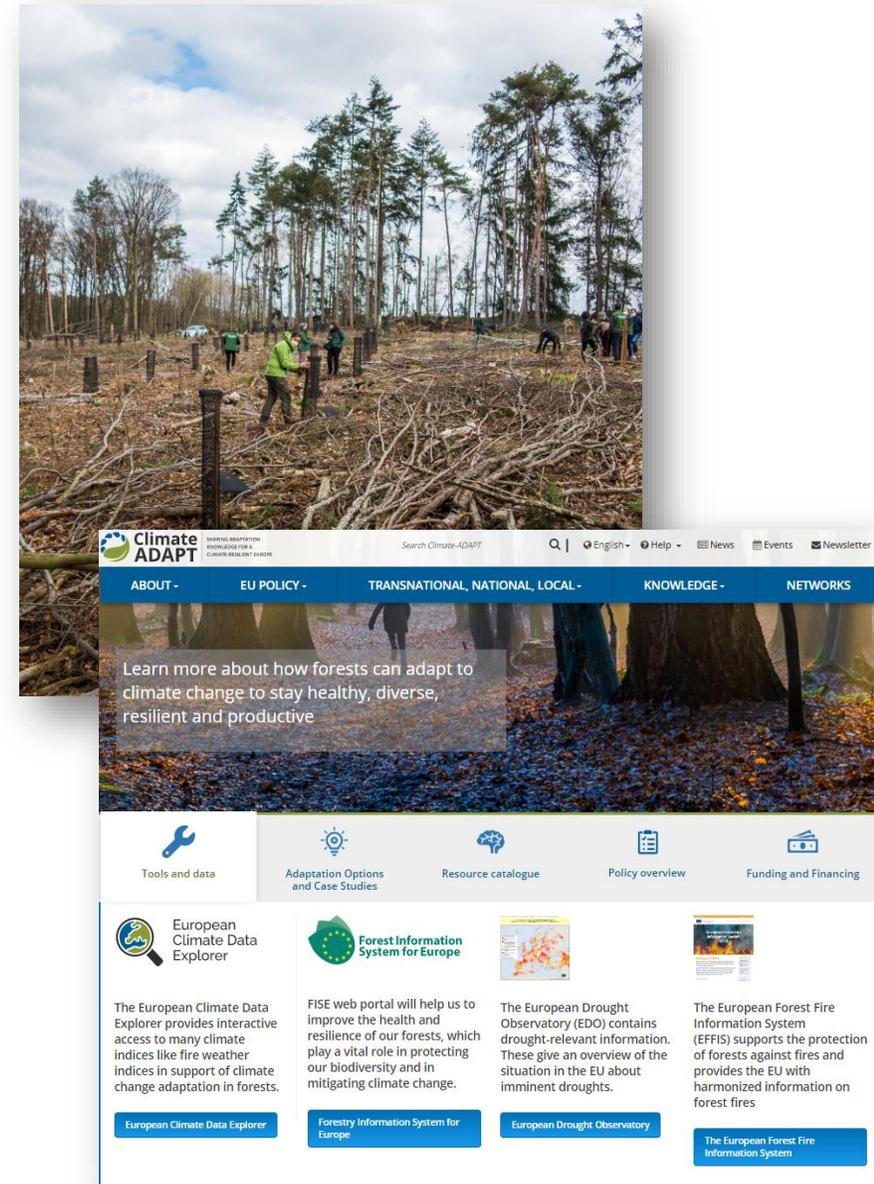 Climate
ADAPT
SHARING ADAPTATION
KNOWLEDGE FOR A
CLIMATE-RESILIENT EUROPE
Search Climate-ADAPT
English
Help
News
Events
Newsletter
ABOUT
EU POLICY
TRANSNATIONAL, NATIONAL, LOCAL
KNOWLEDGE
NETWORKS
Learn more about how forests can adapt to
climate change to stay healthy, diverse,
resilient and productive
Tools and data
Adaptation Options
and Case Studies
Resource catalogue
Policy overview
Funding and Financing
European
Climate Data
Explorer
The European Climate Data
Explorer provides interactive
access to many climate
indices like fire weather
indices in support of climate
change adaptation in forests.
European Climate Data Explorer
Forest Information
System for Europe
FISE web portal will help us to
improve the health and
resilience of our forests, which
play a vital role in protecting
our biodiversity and in
mitigating climate change.
Forestry Information System for
Europe
The European Drought
Observatory (EDO) contains
drought-relevant information.
These give an overview of the
situation in the EU about
imminent droughts.
European Drought Observatory
The European Forest Fire
Information System
(EFFIS) supports the protection
of forests against fires and
provides the EU with
harmonized information on
forest fires
The European Forest Fire
Information System